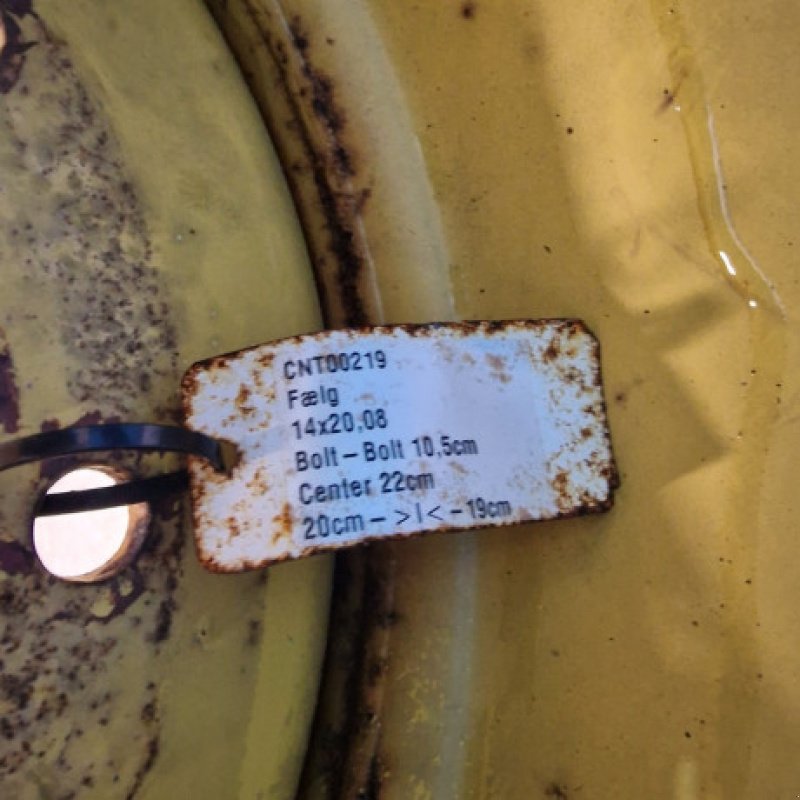 CNT00219
Fælg
14x20,08
Bolt – Bolt 10,5cm
Center 22cm
20cm – >|< – 19cm